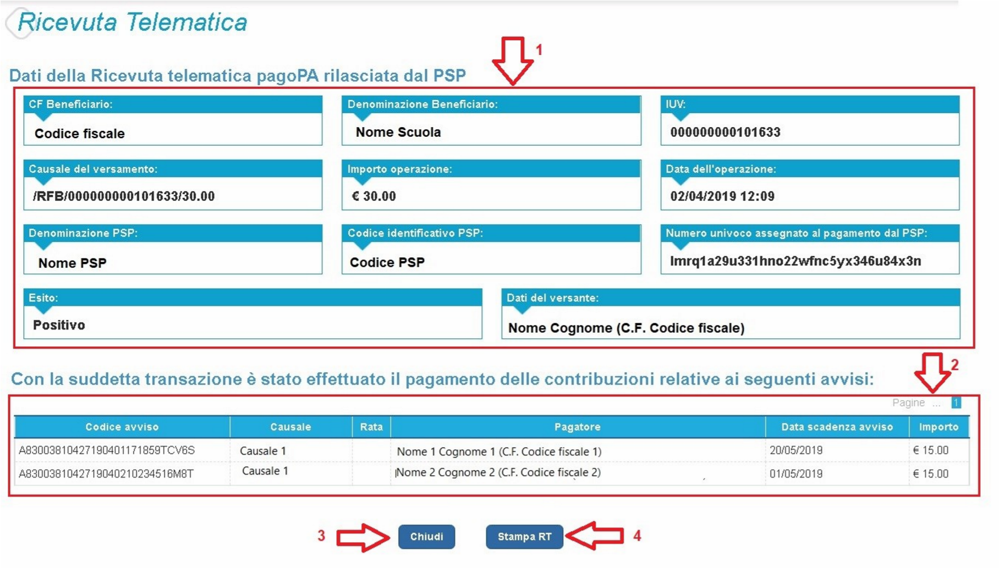 Ricevuta Telematica
1
Dati della Ricevuta telematica pagoPA rilasciata dal PSP
CF Beneficiario:
Codice fiscale
Denominazione Beneficiario:
Nome Scuola
IUV:
000000000101633
Causale del versamento:
/RFB/000000000101633/30.00
Importo operazione:
€ 30.00
Data dell'operazione:
02/04/2019 12:09
Denominazione PSP:
Nome PSP
Codice identificativo PSP:
Codice PSP
Numero univoco assegnato al pagamento dal PSP:
lmrq1a29u331hno22wfnc5yx346u84x3n
Esito:
Positivo
Dati del versante:
Nome Cognome (C.F. Codice fiscale)
2
Con la suddetta transazione è stato effettuato il pagamento delle contribuzioni relative ai seguenti avvisi:
Pagine ... 1
Codice avviso Causale Rata Pagatore Data scadenza avviso Importo
A83003810427190401171859TCV6S Causale 1 Nome 1 Cognome 1 (C.F. Codice fiscale 1) 20/05/2019 € 15.00
A8300381042719040210234516M8T Causale 1 Nome 2 Cognome 2 (C.F. Codice fiscale 2) 01/05/2019 € 15.00
3 Chiudi Stampa RT 4